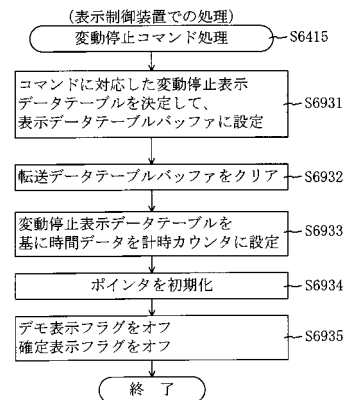 (表示制御装置での処理)
変動停止コマンド処理
S6415
コマンドに対応した変動停止表示
データテーブルを決定して、
表示データテーブルバッファに設定
S6931
転送データテーブルバッファをクリア
S6932
変動停止表示データテーブルを
基に時間データを計時カウンタに設定
S6933
ポインタを初期化
S6934
デモ表示フラグをオフ
確定表示フラグをオフ
S6935
終 了